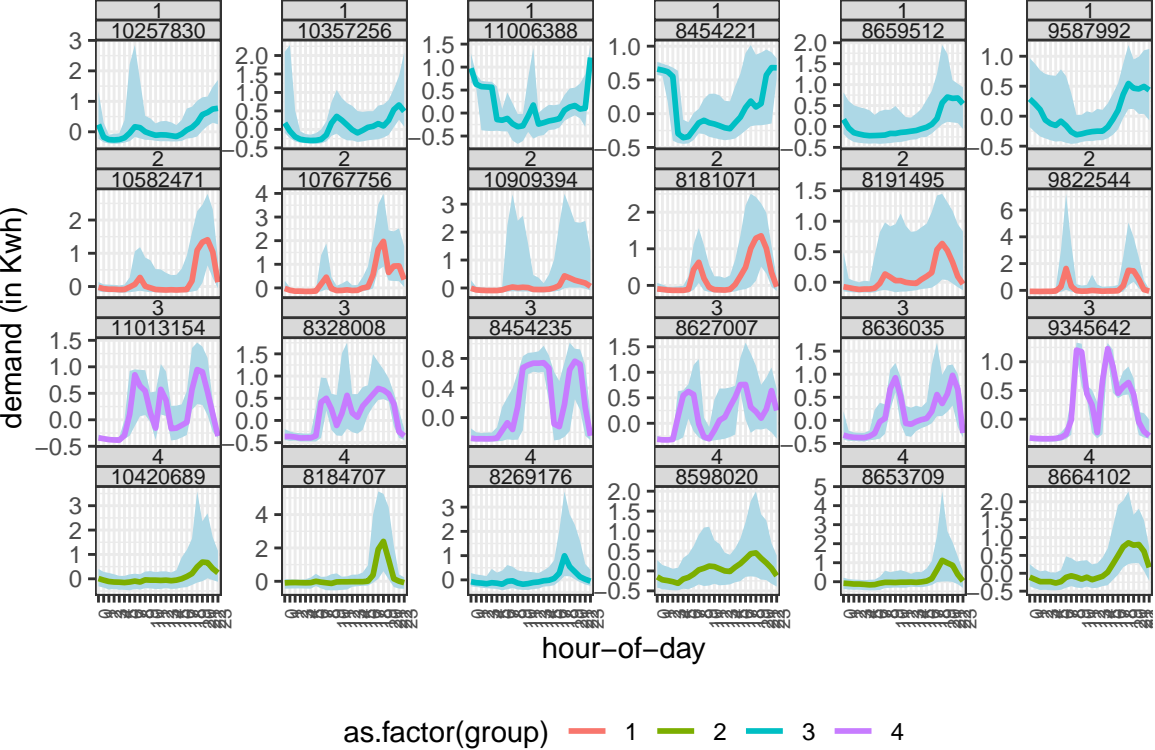 1 1 1 1 1 1
10257830 10357256 11006388 8454221 8659512 9587992
3 2 1 0
2.0 1.5 1.0 0.5 0.0 −0.5
1.5 1.0 0.5 0.0 −0.5
1.0 0.5 0.0 −0.5
2.0 1.5 1.0 0.5 0.0 −0.5
1.0 0.5 0.0 −0.5
2 2 2 2 2 2
10582471 10767756 10909394 8181071 8191495 9822544
2 1 0
4 3 2 1 0
3 2 1 0
2 1 0
1.5 1.0 0.5 0.0
6 4 2 0
3 3 3 3 3 3
11013154 8328008 8454235 8627007 8636035 9345642
1.5 1.0 0.5 0.0 −0.5
1.5 1.0 0.5 0.0 −0.5
0.8 0.4 0.0
1.5 1.0 0.5 0.0
1.5 1.0 0.5 0.0 −0.5
1.0 0.5 0.0
4 4 4 4 4 4
10420689 8184707 8269176 8598020 8653709 8664102
3 2 1 0
4 2 0
3 2 1 0
2.0 1.5 1.0 0.5 0.0 −0.5
5 4 3 2 1 0
2.0 1.5 1.0 0.5 0.0 −0.5
demand (in Kwh)
hour−of−day
as.factor(group) 1 2 3 4